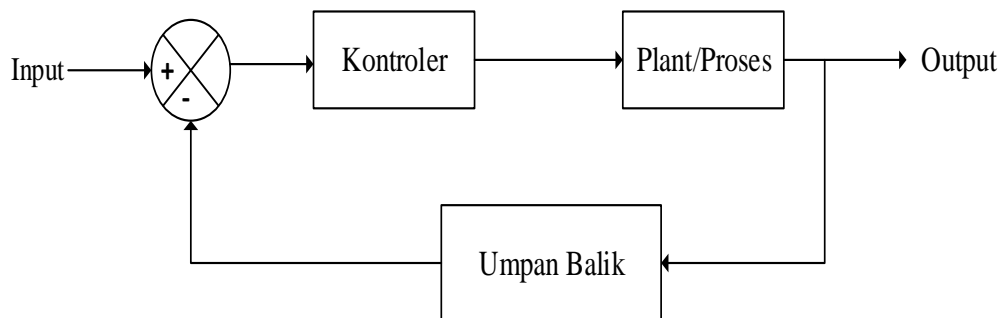 Input
+
-
Kontroler
Plant/Proses
Output
Umpan Balik